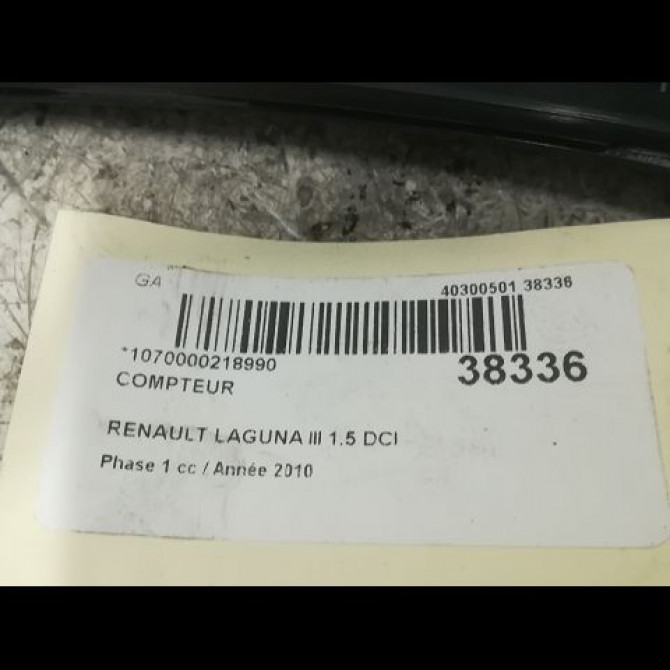 GA
40300501 38336
*1070000218990
38336
COMPTEUR
RENAULT LAGUNA III 1.5 DCI
Phase 1 cc / Année 2010